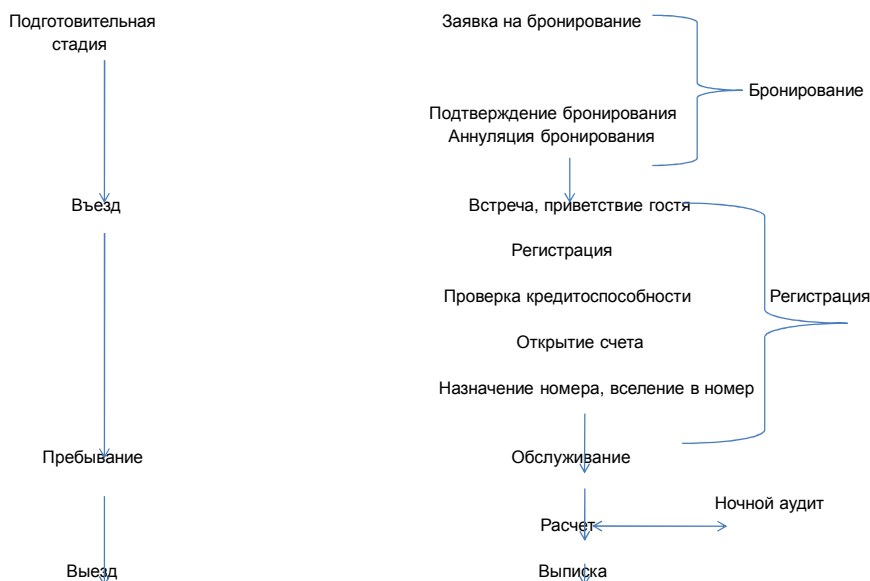 Подготовительная
стадия
Заявка на бронирование
Бронирование
Подтверждение бронирования
Аннуляция бронирования
Въезд
Встреча, приветствие гостя
Регистрация
Проверка кредитоспособности
Регистрация
Открытие счета
Назначение номера, вселение в номер
Пребывание
Обслуживание
Ночной аудит
Расчет
Выезд
Выписка